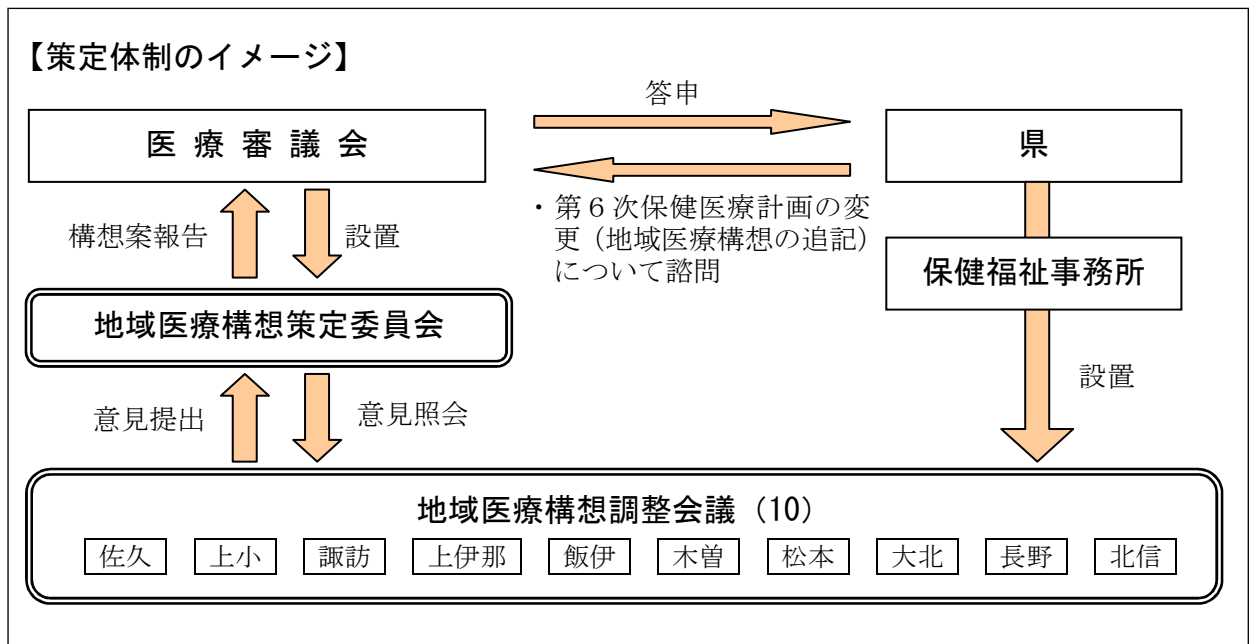 【策定体制のイメージ】
答申
医療審議会
県
・第６次保健医療計画の変
更（地域医療構想の追記）
について諮問
構想案報告
設置
保健福祉事務所
地域医療構想策定委員会
設置
意見提出
意見照会
地域医療構想調整会議（10）
佐久 上小 諏訪 上伊那 飯伊 木曽 松本 大北 長野 北信